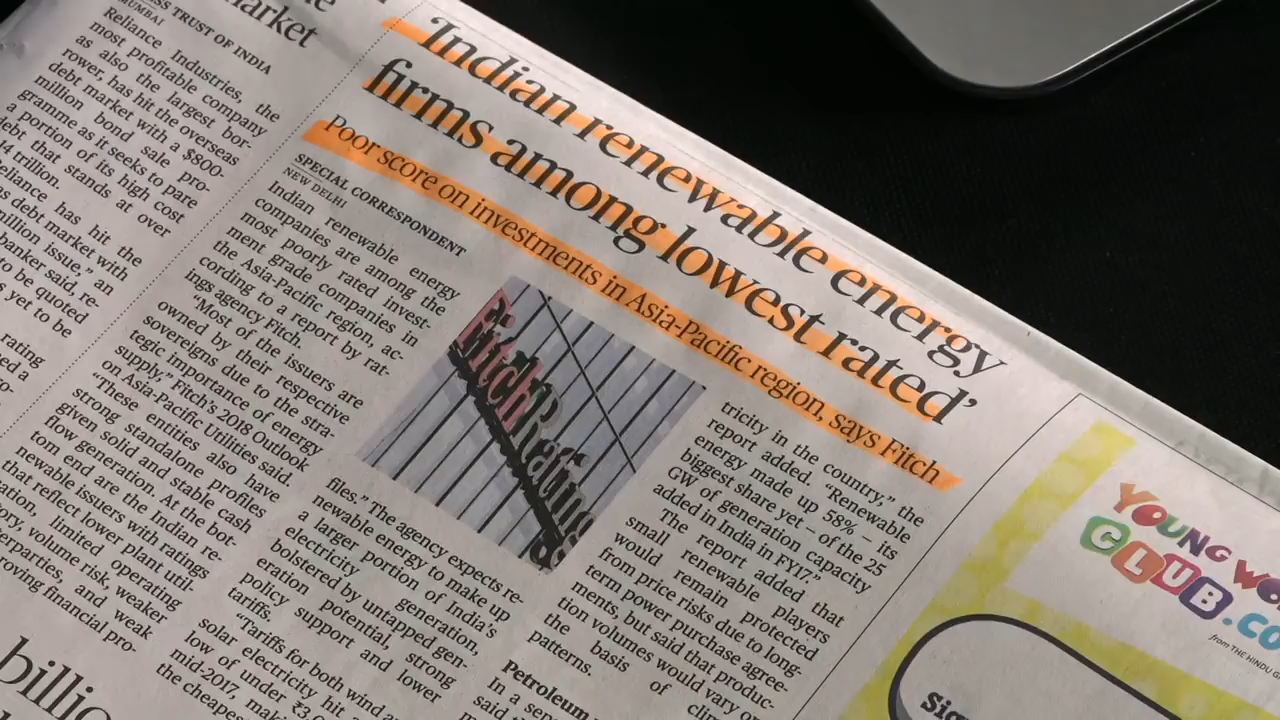 market
PRESS TRUST OF INDIA
MUMBAI
Reliance Industries, the
most profitable company
as also the largest bor-
rower, has hit the overseas
debt market with a $800-
million bond sale pro-
gramme as it seeks to pare
a portion of its high cost
debt that stands at over
trillion.
has hit the
debt market with
million issue," an
banker said, re-
to be quoted
yet to be
rating
'Indian renewable energy
firms among lowest rated'
Poor score on investments in Asia-Pacific region, says Fitch
SPECIAL CORRESPONDENT
NEW DELHI
Indian renewable energy
companies are among the
most poorly rated invest-
ment grade companies in
the Asia-Pacific region, ac-
cording to a report by rat-
ings agency Fitch.
"Most of the issuers are
owned by their respective
sovereigns due to the stra-
tegic importance of energy
supply," Fitch's 2018 Outlook
on Asia-Pacific Utilities said.
"These entities also have
strong standalone profiles
given solid and stable cash
flow generation. At the bot-
tom end are the Indian re-
newable issuers with ratings
that reflect lower plant util-
isation, limited operating
volume risk, weaker
and weak
financial pro-
files." The agency expects re-
newable energy to make up
a larger portion of India's
electricity generation,
bolstered by untapped gen-
eration potential, strong
policy support and lower
tariffs.
"Tariffs for both wind and
solar electricity hit a
low of under
mid-2017,
the cheapest
FitchRatings
tricity in the country," the
report added. "Renewable
energy made up 58% – its
biggest share yet – of the 25
GW of generation capacity
added in India in FY17."
The report added that
small renewable players
would remain protected
from price risks due to long-
term power purchase agree-
ments, but said that produc-
tion volumes would vary on
the basis of
patterns.
Petroleum
In a
said
billion
YOUNG
CLUB.co
from THE HINDU